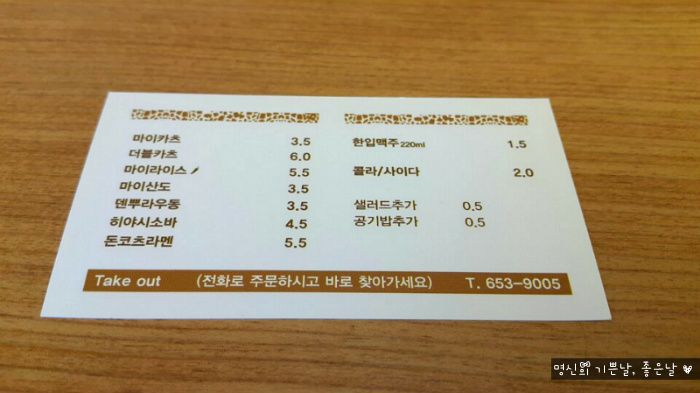 마이카츠 3.5
더블카츠 6.0
마이라이스 5.5
마이산도 3.5
덴뿌라우동 3.5
히야시소바 4.5
돈코츠라멘 5.5
한입맥주 220ml 1.5
콜라/사이다 2.0
샐러드추가 0.5
공기밥추가 0.5
Take out (전화로 주문하시고 바로 찾아가세요) T. 653-9005
명신의 기쁜날, 좋은날